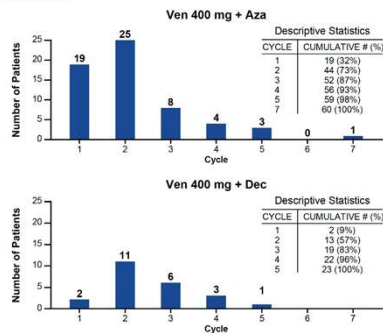 Ven 400 mg + Aza
Number of Patients
25
20
15
10
5
0
19
25
8
4
3
0
1
1
2
3
4
5
6
7
Cycle
Descriptive Statistics
CYCLE CUMULATIVE # (%)
1 19 (32%)
2 44 (73%)
3 52 (87%)
4 56 (93%)
5 59 (98%)
7 60 (100%)
Ven 400 mg + Dec
Number of Patients
25
20
15
10
5
0
2
11
6
3
1
1
2
3
4
5
6
7
Cycle
Descriptive Statistics
CYCLE CUMULATIVE # (%)
1 2 (9%)
2 13 (57%)
3 19 (83%)
4 22 (96%)
5 23 (100%)